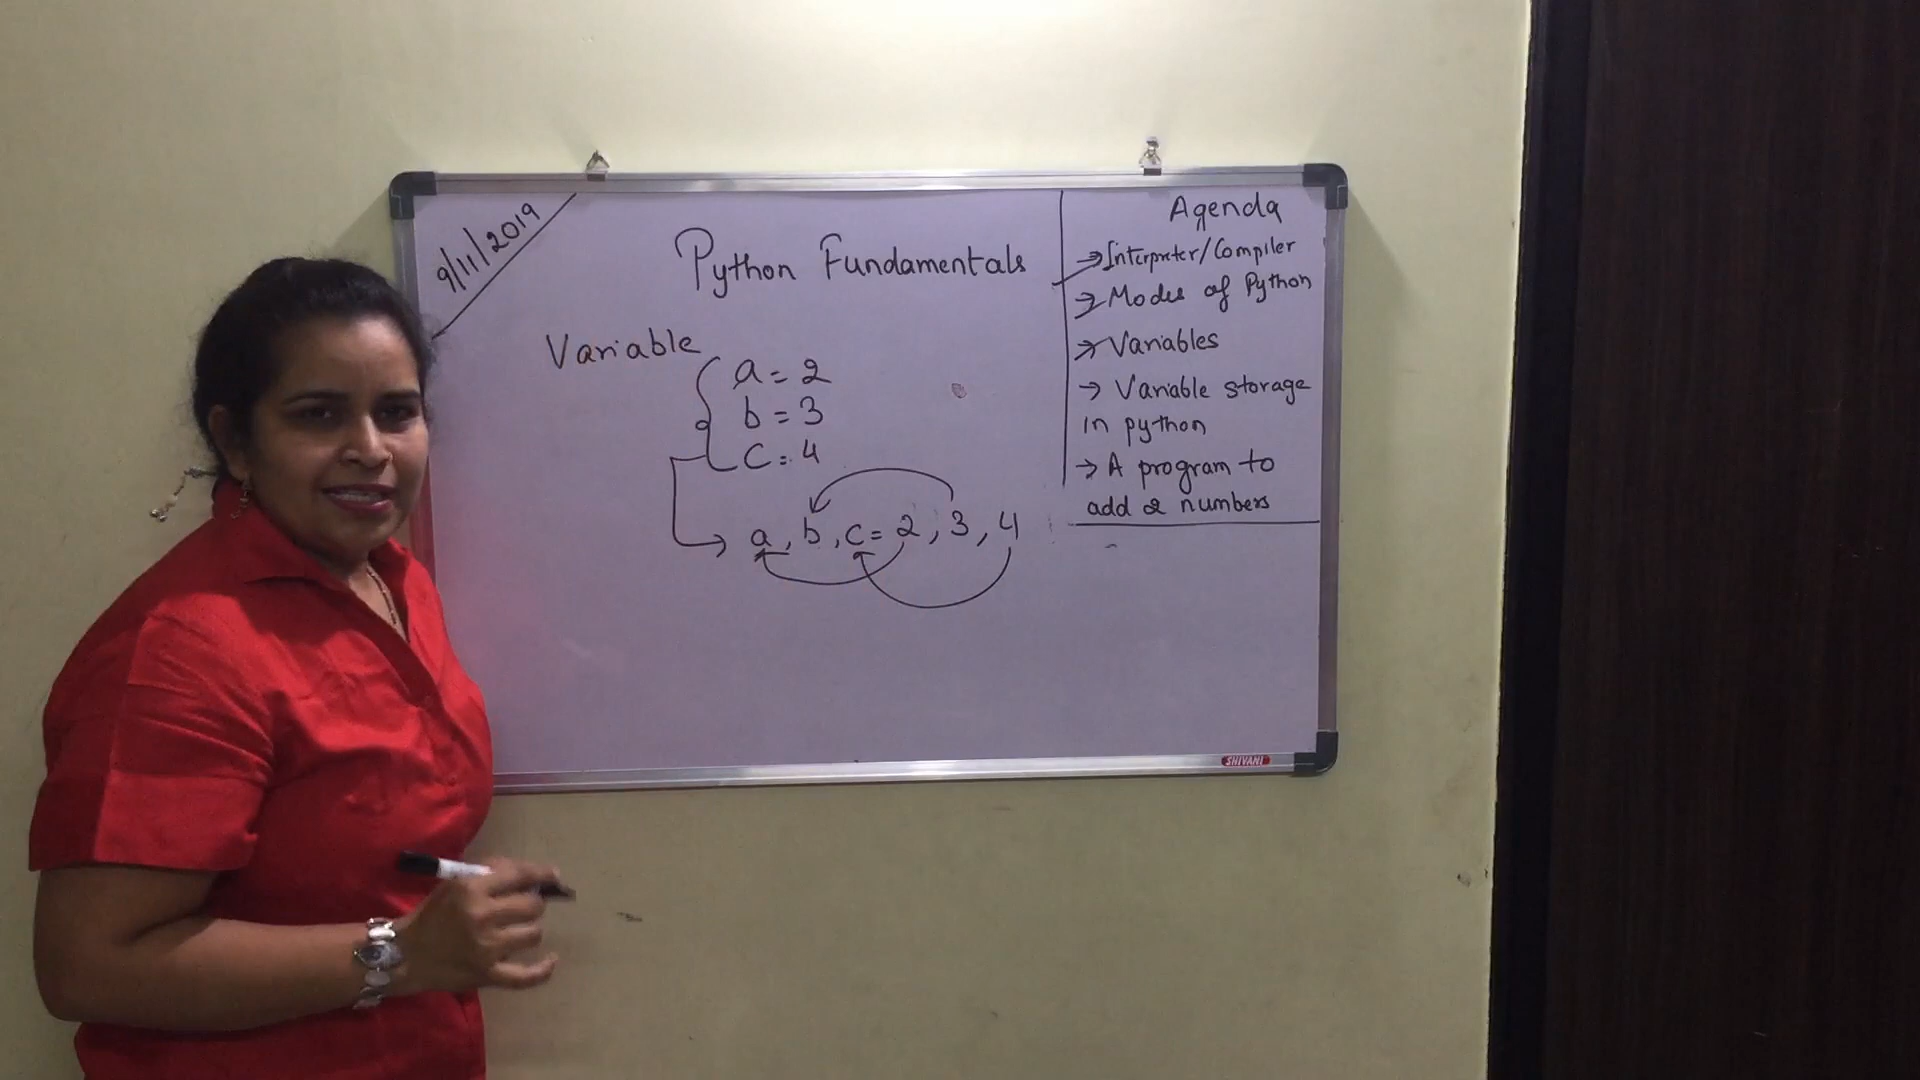 9/11/2019
Python Fundamentals
Variable
a = 2
b = 3
c = 4
a, b, c = 2, 3, 4
Agenda
→ Interpreter/Compiler
→ Modes of Python
→ Variables
→ Variable storage
in python
→ A program to
add 2 numbers
SHIVANI